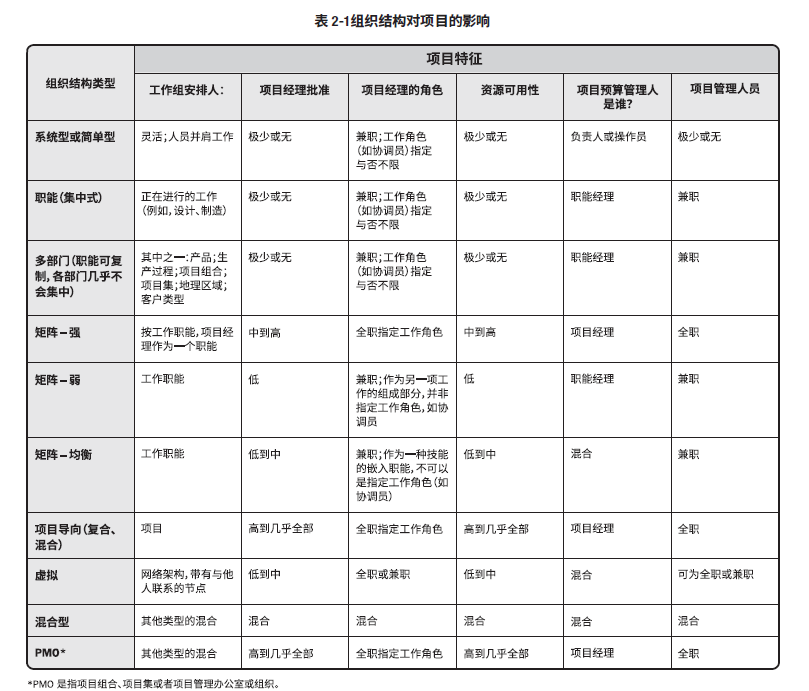 表 2-1组织结构对项目的影响
组织结构类型
项目特征
工作组安排人：
项目经理批准
项目经理的角色
资源可用性
项目预算管理人
是谁？
项目管理人员
系统型或简单型
灵活；人员并肩工作
极少或无
兼职；工作角色
（如协调员）指定
与否不限
极少或无
负责人或操作员
极少或无
职能（集中式）
正在进行的工作
（例如，设计、制造）
极少或无
兼职；工作角色
（如协调员）指定
与否不限
极少或无
职能经理
兼职
多部门（职能可复
制，各部门几乎不
会集中）
其中之一：产品；生
产过程；项目组合；
项目集；地理区域；
客户类型
极少或无
兼职；工作角色
（如协调员）指定
与否不限
极少或无
职能经理
兼职
矩阵 – 强
按工作职能，项目经
理作为一个职能
中到高
全职指定工作角色
中到高
项目经理
全职
矩阵 – 弱
工作职能
低
兼职；作为另一项工
作的组成部分，并非
指定工作角色，如协
调员
低
职能经理
兼职
矩阵 – 均衡
工作职能
低到中
兼职；作为一种技能
的嵌入职能，不可以
是指定工作角色（如
协调员）
低到中
混合
兼职
项目导向（复合、
混合）
项目
高到几乎全部
全职指定工作角色
高到几乎全部
项目经理
全职
虚拟
网络架构，带有与他
人联系的节点
低到中
全职或兼职
低到中
混合
可为全职或兼职
混合型
其他类型的混合
混合
混合
混合
混合
混合
PMO*
其他类型的混合
高到几乎全部
全职指定工作角色
高到几乎全部
项目经理
全职
*PMO 是指项目组合、项目集或者项目管理办公室或组织。